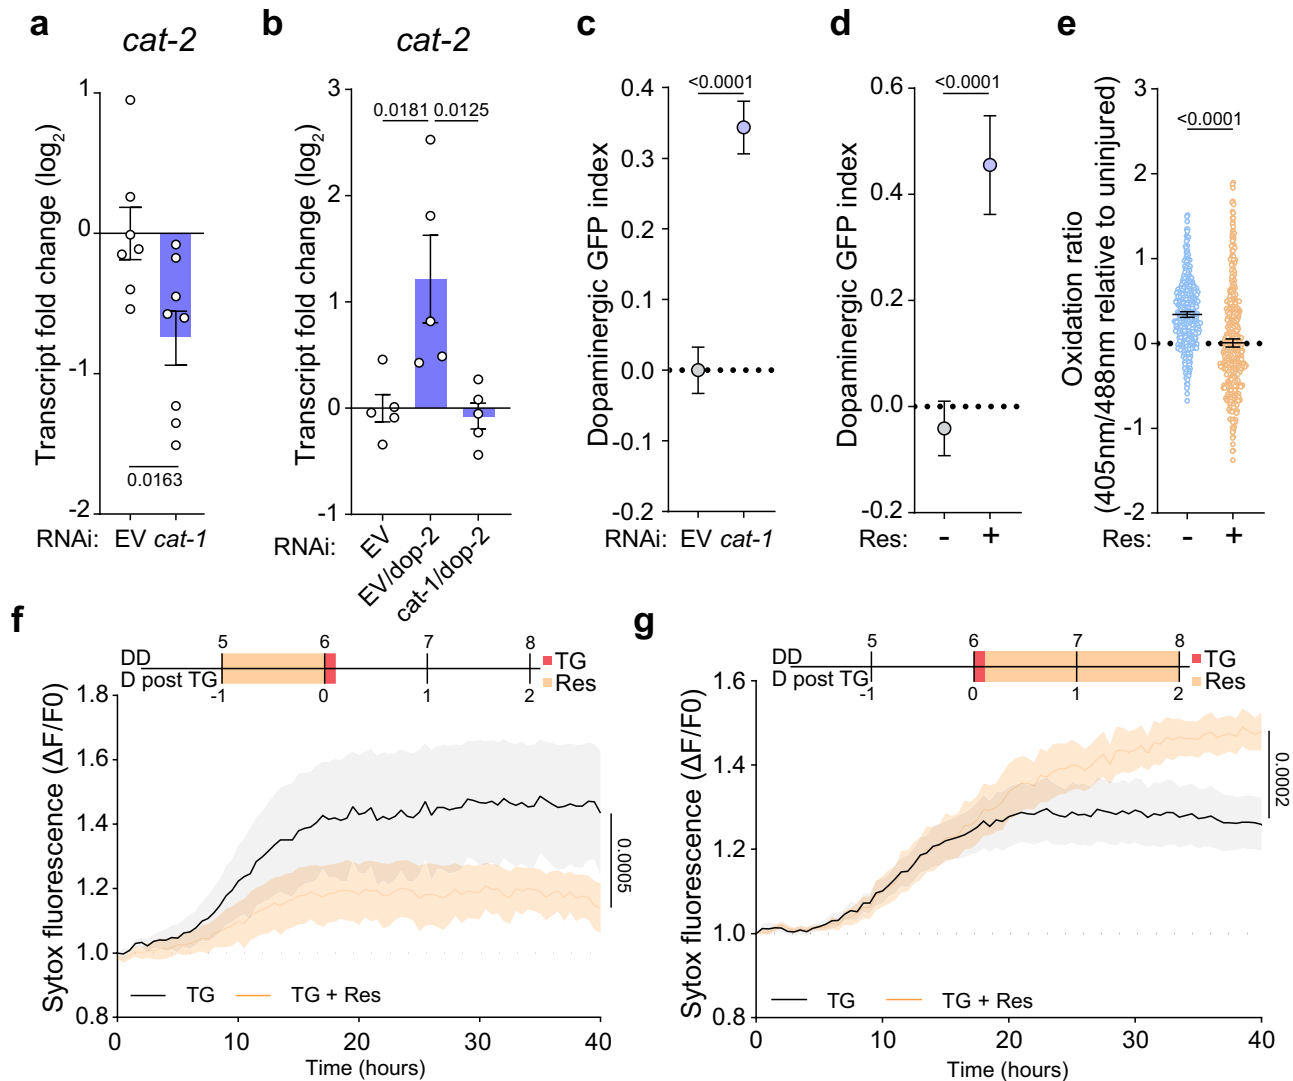 a
cat-2
Transcript fold change (log2)
1
0
-1
-2
0.0163
RNAi: EV cat-1
b
cat-2
Transcript fold change (log2)
3
2
1
0
-1
0.0181
0.0125
RNAi:
EV
EV/dop-2
cat-1/dop-2
c
Dopaminergic GFP index
0.4
0.3
0.2
0.1
0.0
-0.1
-0.2
<0.0001
RNAi: EV cat-1
d
Dopaminergic GFP index
0.6
0.4
0.2
0.0
-0.2
<0.0001
Res: - +
e
Oxidation ratio
(405nm/488nm relative to uninjured)
3
2
1
0
-1
-2
<0.0001
Res: - +
f
5 6 7 8
DD
D post TG
-1 0 1 2
TG
Res
Sytox fluorescence (ΔF/F0)
1.8
1.6
1.4
1.2
1.0
0.8
0.0005
TG
TG + Res
0 10 20 30 40
Time (hours)
g
5 6 7 8
DD
D post TG
-1 0 1 2
TG
Res
Sytox fluorescence (ΔF/F0)
1.6
1.4
1.2
1.0
0.8
0.0002
TG
TG + Res
0 10 20 30 40
Time (hours)